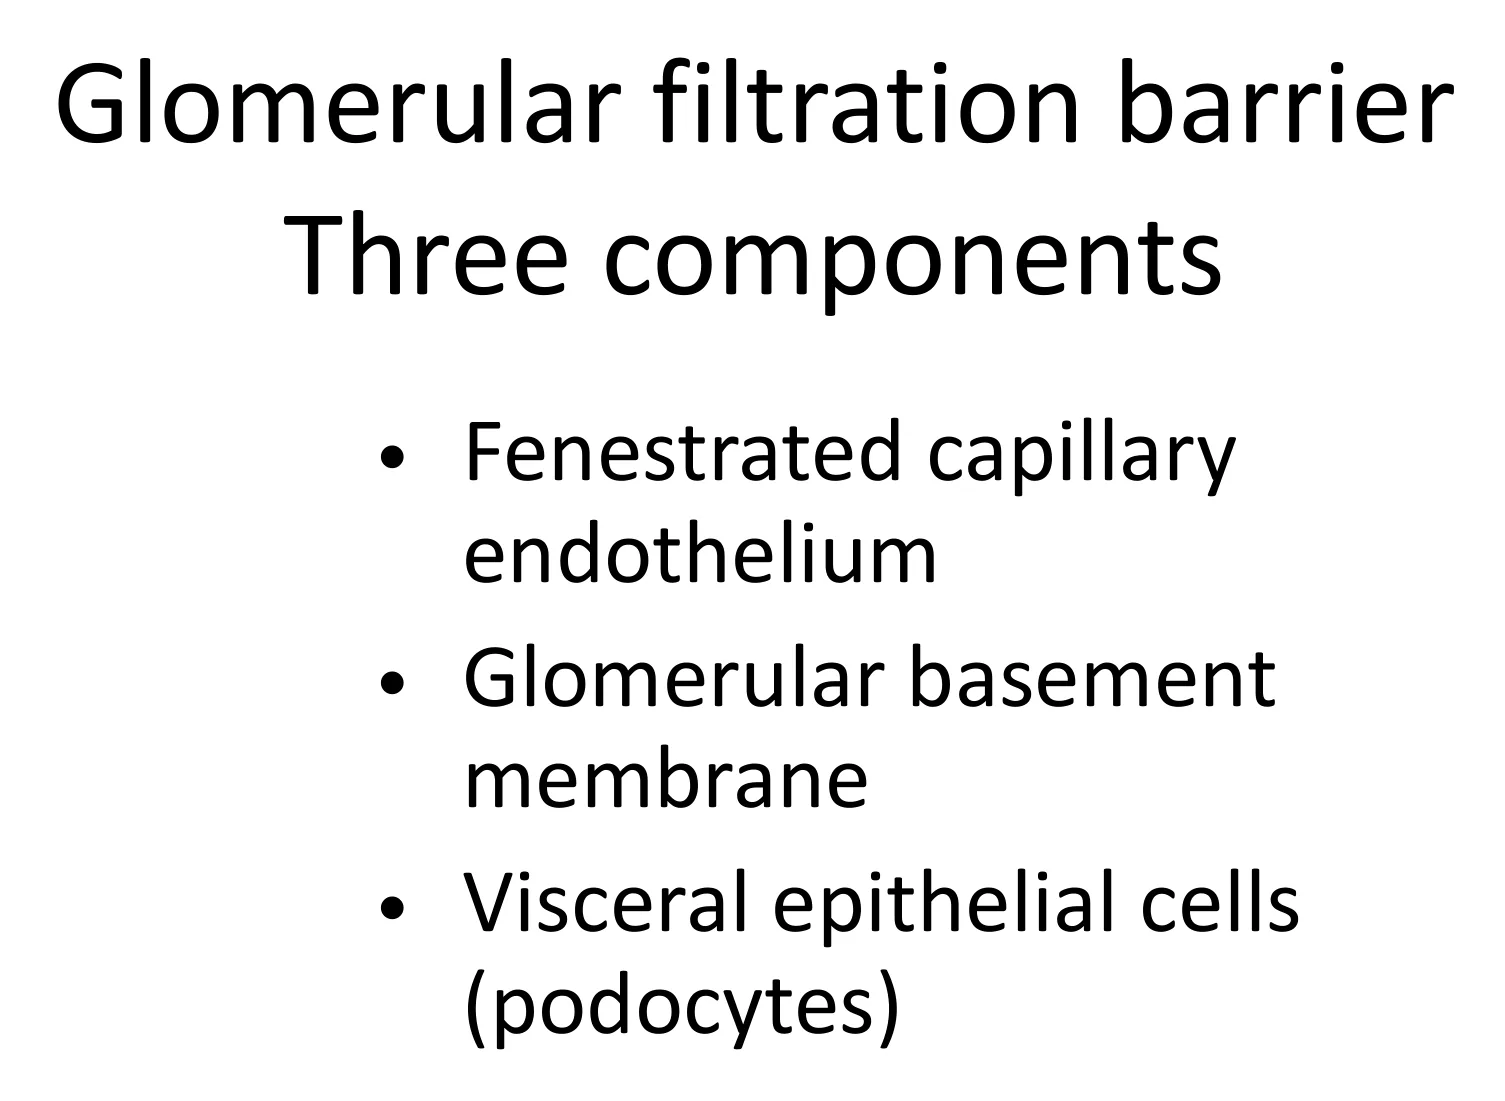 Glomerular filtration barrier
Three components
• Fenestrated capillary
endothelium
• Glomerular basement
membrane
• Visceral epithelial cells
(podocytes)